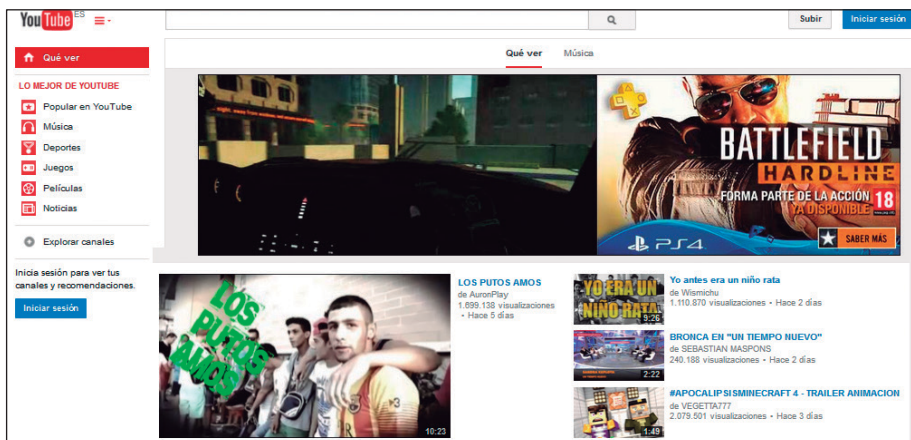 YouTube ES
Subir
Iniciar sesión
Qué ver
Qué ver Música
LO MEJOR DE YOUTUBE
Popular en YouTube
Música
Deportes
Juegos
Películas
Noticias
Explorar canales
Inicia sesión para ver tus
canales y recomendaciones.
Iniciar sesión
BATTLEFIELD
HARDLINE
FORMA PARTE DE LA ACCIÓN
YA DISPONIBLE
18
PS4
SABER MÁS
LOS
PUTOS
AMOS
10:23
LOS PUTOS AMOS
de AuronPlay
1.699.138 visualizaciones
• Hace 5 días
YO ERA UN
NIÑO RATA
9:26
Yo antes era un niño rata
de Wismichu
1.110.870 visualizaciones • Hace 2 días
2:22
BRONCA EN "UN TIEMPO NUEVO"
de SEBASTIAN MASPONS
240.188 visualizaciones • Hace 2 días
1:49
#APOCALIPSISMINECRAFT 4 - TRAILER ANIMACION
de VEGETTA777
2.079.501 visualizaciones • Hace 3 días